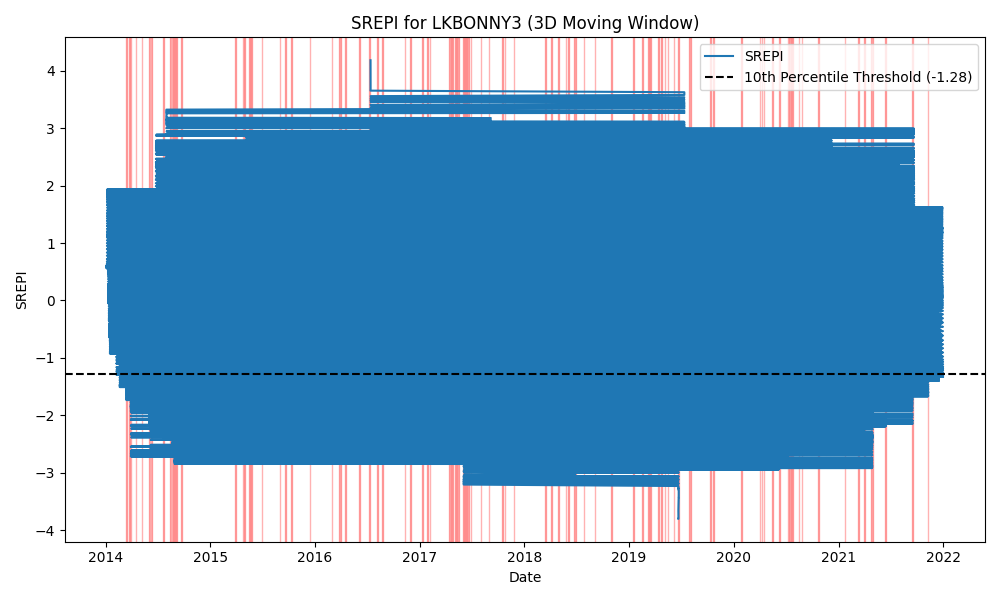 SREPI for LKBONNY3 (3D Moving Window)
SREPI
10th Percentile Threshold (-1.28)
4
3
2
1
0
−1
−2
−3
−4
SREPI
2014 2015 2016 2017 2018 2019 2020 2021 2022
Date